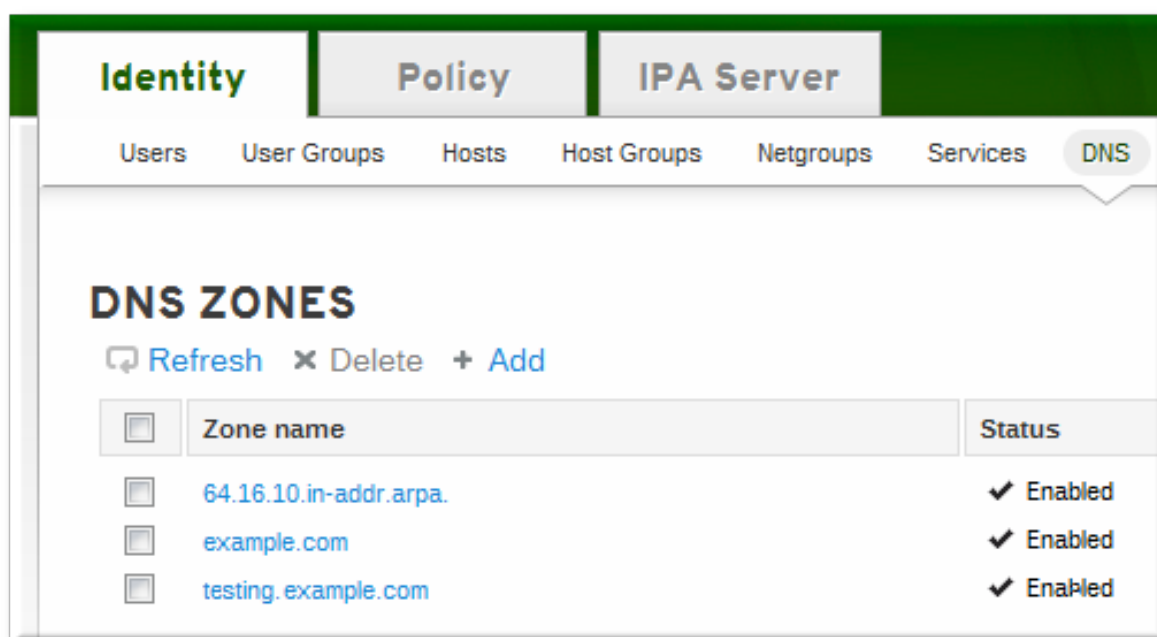 Identity Policy IPA Server
Users User Groups Hosts Host Groups Netgroups Services DNS
DNS ZONES
Refresh Delete + Add
Zone name Status
64.16.10.in-addr.arpa. Enabled
example.com Enabled
testing.example.com Enabled